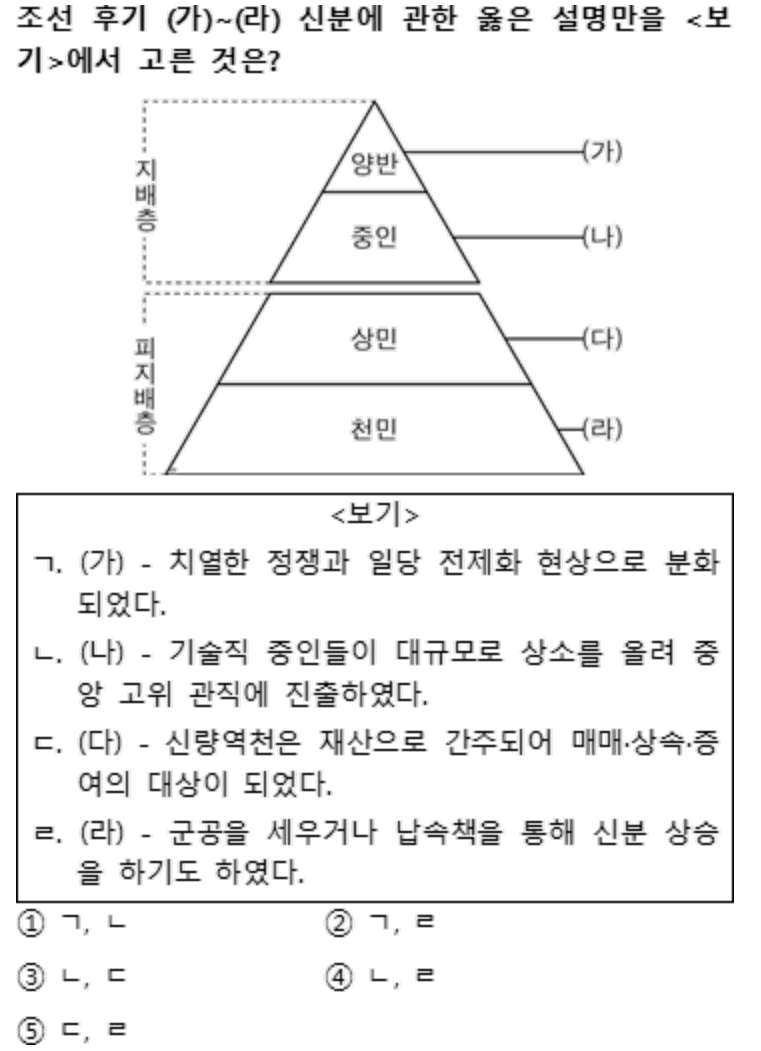 조선 후기 (가)~(라) 신분에 관한 옳은 설명만을 <보
기>에서 고른 것은?
지배층
양반
(가)
중인
(나)
피지배층
상민
(다)
천민
(라)
<보기>
ㄱ. (가) - 치열한 정쟁과 일당 전제화 현상으로 분화
되었다.
ㄴ. (나) - 기술직 중인들이 대규모로 상소를 올려 중
앙 고위 관직에 진출하였다.
ㄷ. (다) - 신량역천은 재산으로 간주되어 매매·상속·증
여의 대상이 되었다.
ㄹ. (라) - 군공을 세우거나 납속책을 통해 신분 상승
을 하기도 하였다.
① ㄱ, ㄴ ② ㄱ, ㄹ
③ ㄴ, ㄷ ④ ㄴ, ㄹ
⑤ ㄷ, ㄹ